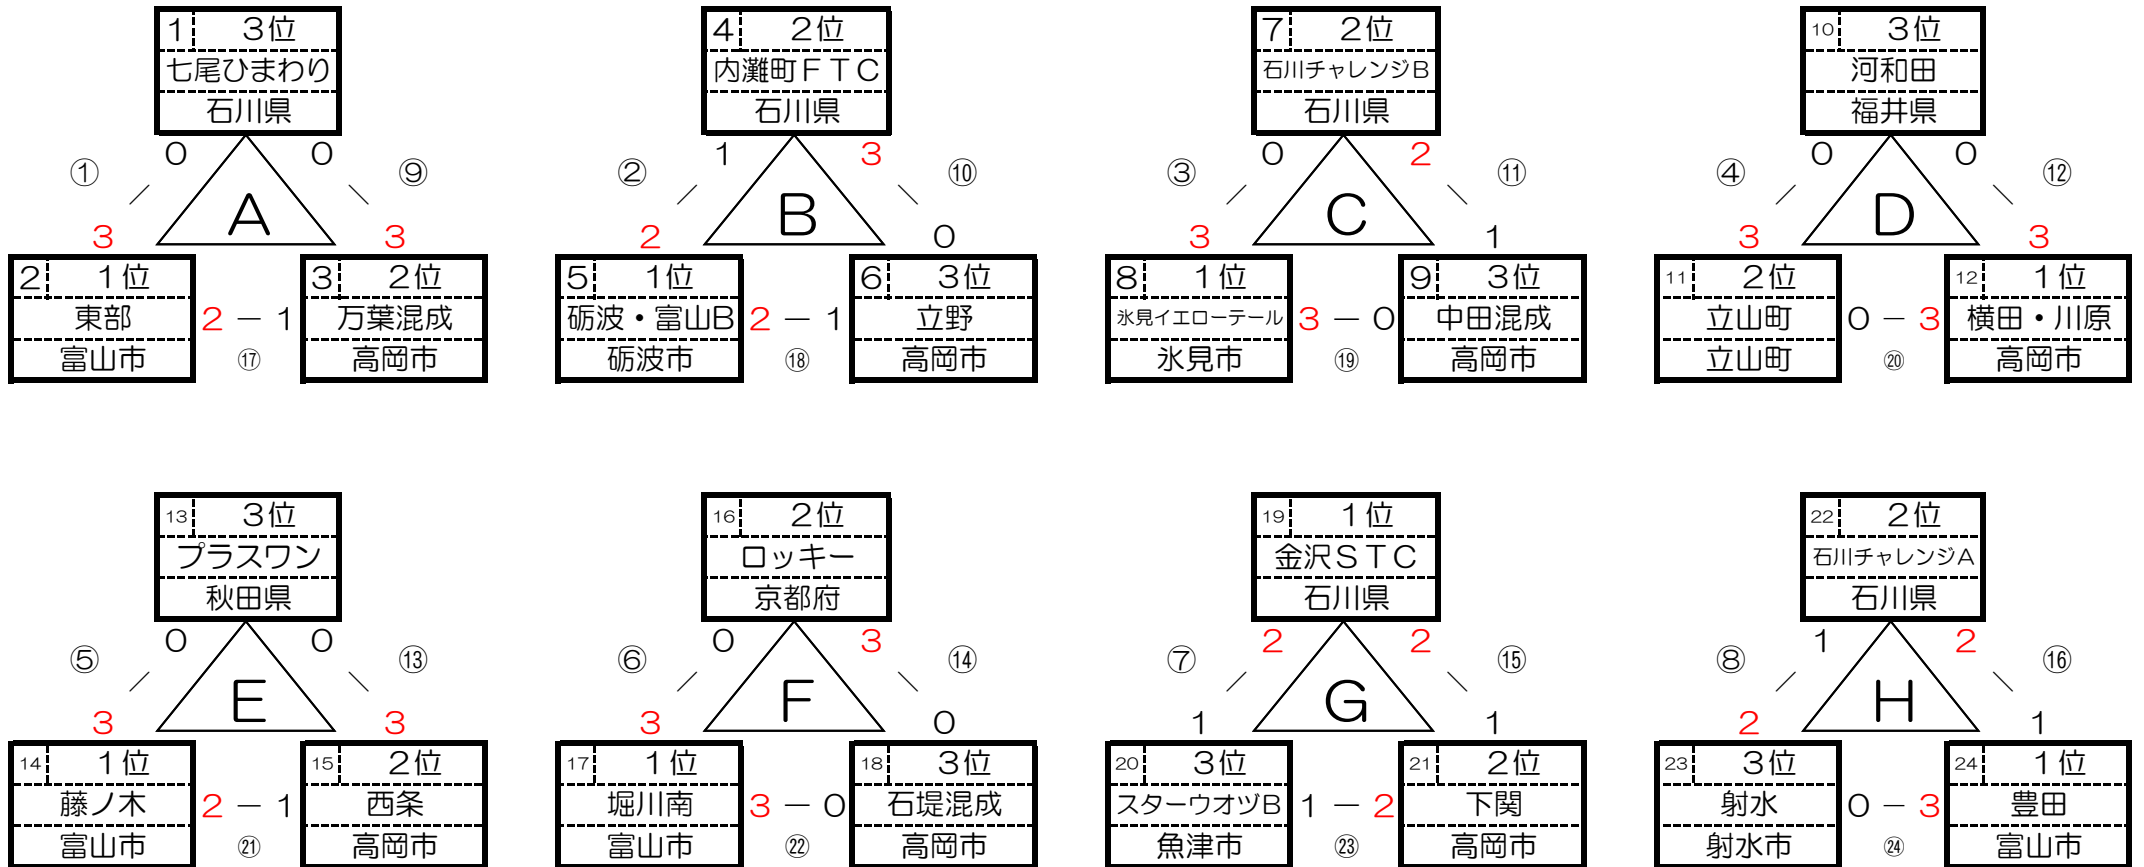 1 3位
七尾ひまわり
石川県
4 2位
内灘町FTC
石川県
7 2位
石川チャレンジB
石川県
10 3位
河和田
福井県
① 0 0 ⑨
② 1 3 ⑩
③ 0 2 ⑪
④ 0 0 ⑫
A
B
C
D
3 3
2 0
3 1
3 3
2 1位
東部
富山市
2 − 1
⑰
3 2位
万葉混成
高岡市
5 1位
砺波・富山B
砺波市
2 − 1
⑱
6 3位
立野
高岡市
8 1位
氷見イエローテール
氷見市
3 − 0
⑲
9 3位
中田混成
高岡市
11 2位
立山町
立山町
0 − 3
⑳
12 1位
横田・川原
高岡市
13 3位
プラスワン
秋田県
16 2位
ロッキー
京都府
19 1位
金沢STC
石川県
22 2位
石川チャレンジA
石川県
⑤ 0 0 ⑬
⑥ 0 3 ⑭
⑦ 2 2 ⑮
⑧ 1 2 ⑯
E
F
G
H
3 3
3 0
1 1
2 1
14 1位
藤ノ木
富山市
2 − 1
㉑
15 2位
西条
高岡市
17 1位
堀川南
富山市
3 − 0
㉒
18 3位
石堤混成
高岡市
20 3位
スターウオヅB
魚津市
1 − 2
㉓
21 2位
下関
高岡市
23 3位
射水
射水市
0 − 3
㉔
24 1位
豊田
富山市